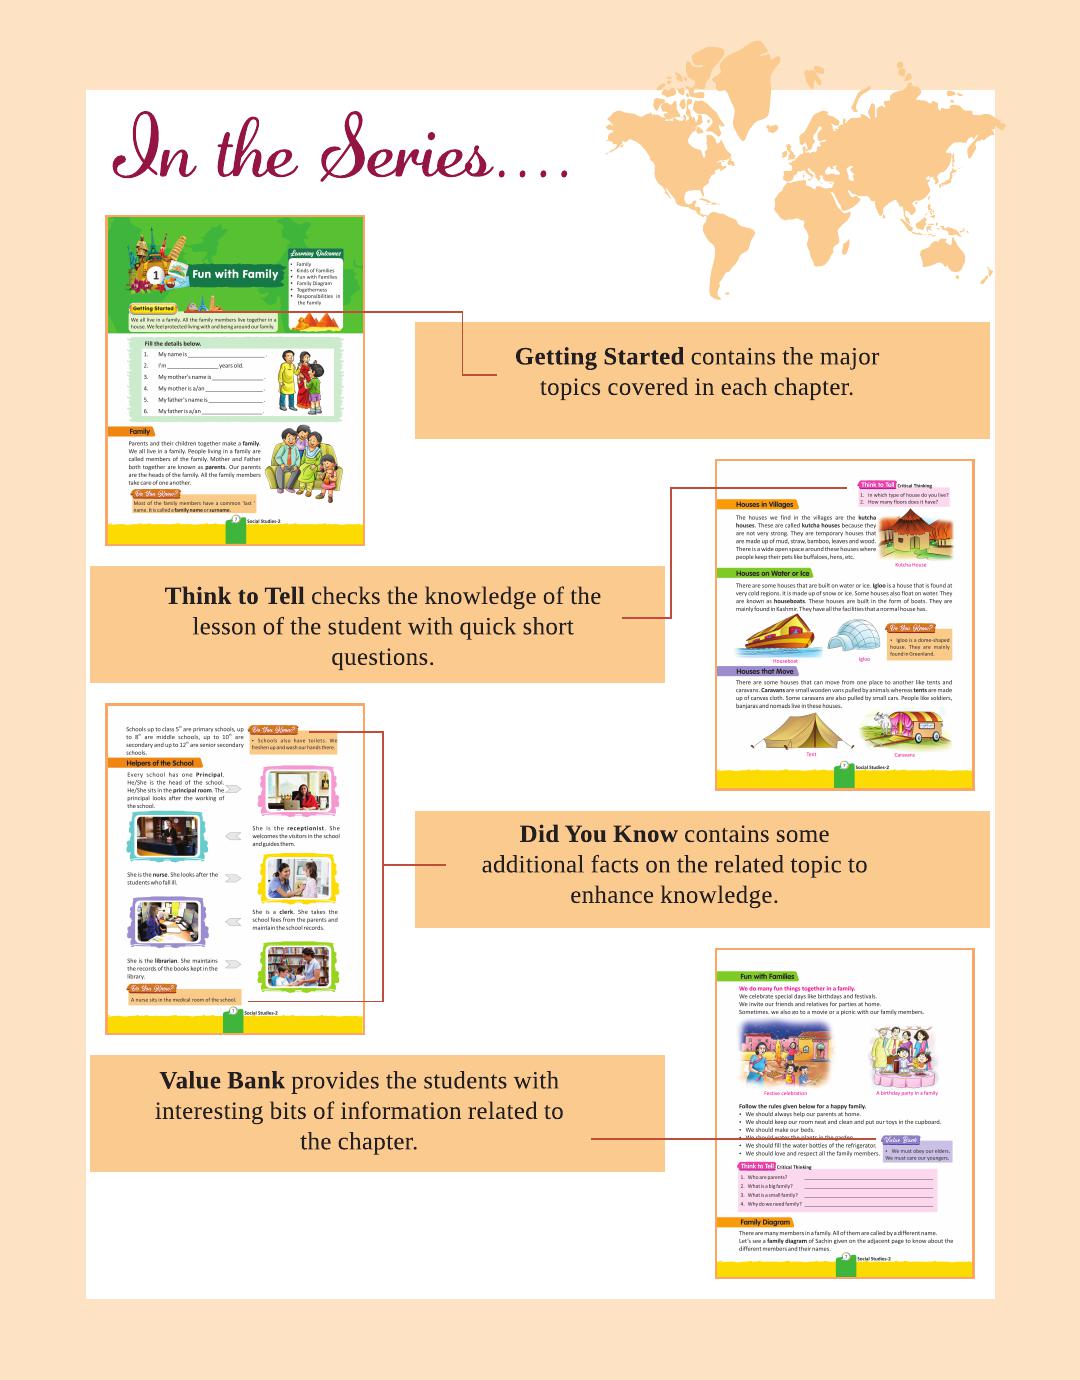 In the Series....
Learning Outcomes
• Family
• Kinds of Families
• Fun with Families
• Family Diagram
• Togetherness
• Responsibilities in
the Family
1
Fun with Family
Getting Started
We all live in a family. All the family members live together in a
house. We feel protected living with and being around our family.
Fill the details below.
1. My name is ______________________ .
2. I'm ______________ years old.
3. My mother's name is ______________ .
4. My mother is a/an ________________ .
5. My father's name is _______________ .
6. My father is a/an _________________ .
Family
Parents and their children together make a family.
We all live in a family. People living in a family are
called members of the family. Mother and Father
both together are known as parents. Our parents
are the heads of the family. All the family members
take care of one another.
Do You Know?
Most of the family members have a common 'last'
name. It is called a family name or surname.
Social Studies-2
Getting Started contains the major
topics covered in each chapter.
Think to Tell Critical Thinking
1. In which type of house do you live?
2. How many floors does it have?
Houses in Villages
The houses we find in the villages are the kutcha
houses. These are called kutcha houses because they
are not very strong. They are temporary houses that
are made up of mud, straw, bamboo, leaves and wood.
There is a wide open space around these houses where
people keep their pets like buffaloes, hens, etc.
Kutcha House
Houses on Water or Ice
There are some houses that are built on water or ice. Igloo is a house that is found at
very cold regions. It is made up of snow or ice. Some houses also float on water. They
are known as houseboats. These houses are built in the form of boats. They are
mainly found in Kashmir. They have all the facilities that a normal house has.
Houseboat
Igloo
Do You Know?
• Igloo is a dome-shaped
house. They are mainly
found in Greenland.
Houses that Move
There are some houses that can move from one place to another like tents and
caravans. Caravans are small wooden vans pulled by animals whereas tents are made
up of canvas cloth. Some caravans are also pulled by small cars. People like soldiers,
banjaras and nomads live in these houses.
Tent
Caravans
Social Studies-2
Think to Tell checks the knowledge of the
lesson of the student with quick short
questions.
Schools up to class 5th are primary schools, up
to 8th are middle schools, up to 10th are
secondary and up to 12th are senior secondary
schools.
Do You Know?
• Schools also have toilets. We
freshen up and wash our hands there.
Helpers of the School
Every school has one Principal.
He/She is the head of the school.
He/She sits in the principal room. The
principal looks after the working of
the school.
She is the receptionist. She
welcomes the visitors in the school
and guides them.
She is the nurse. She looks after the
students who fall ill.
She is a clerk. She takes the
school fees from the parents and
maintain the school records.
She is the librarian. She maintains
the records of the books kept in the
library.
Do You Know?
A nurse sits in the medical room of the school.
Social Studies-2
Did You Know contains some
additional facts on the related topic to
enhance knowledge.
Fun with Families
We do many fun things together in a family.
We celebrate special days like birthdays and festivals.
We invite our friends and relatives for parties at home.
Sometimes, we also go to a movie or a picnic with our family members.
Festive celebration
A birthday party in a family
Follow the rules given below for a happy family.
• We should always help our parents at home.
• We should keep our room neat and clean and put our toys in the cupboard.
• We should make our beds.
• We should water the plants in the garden.
• We should fill the water bottles of the refrigerator.
• We should love and respect all the family members.
Value Bank
• We must obey our elders.
We must care our youngers.
Think to Tell Critical Thinking
1. Who are parents?
2. What is a big family?
3. What is a small family?
4. Why do we need family?
Family Diagram
There are many members in a family. All of them are called by a different name.
Let's see a family diagram of Sachin given on the adjacent page to know about the
different members and their names.
Social Studies-2
Value Bank provides the students with
interesting bits of information related to
the chapter.